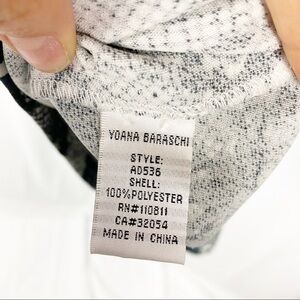 YOANA BARASCHI
STYLE:
AD536
SHELL:
100%POLYESTER
RN#110811
CA#32054
MADE IN CHINA